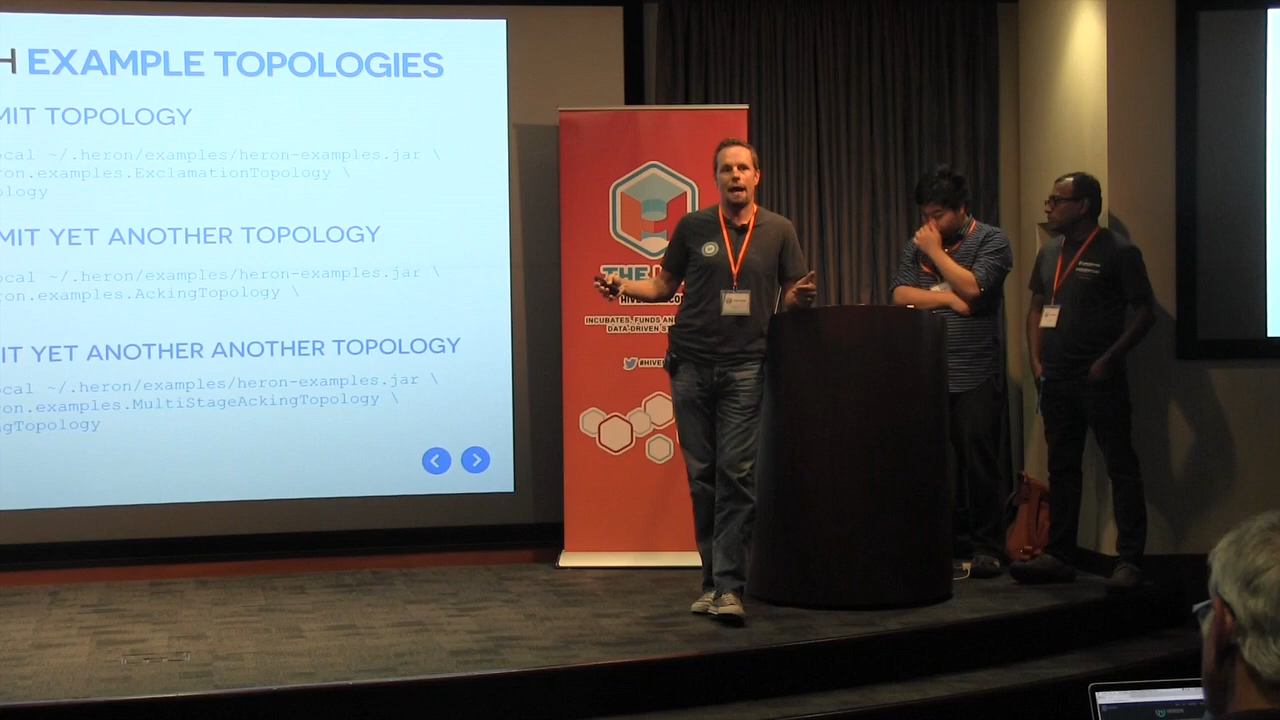 H EXAMPLE TOPOLOGIES
MIT TOPOLOGY
ocal ~/.heron/examples/heron-examples.jar \
ron.examples.ExclamationTopology \
ology
MIT YET ANOTHER TOPOLOGY
ocal ~/.heron/examples/heron-examples.jar \
ron.examples.AckingTopology \
IT YET ANOTHER ANOTHER TOPOLOGY
ocal ~/.heron/examples/heron-examples.jar \
ron.examples.MultiStageAckingTopology \
ngTopology
THE
INCUBATES, FUNDS
DATA-DRIVEN